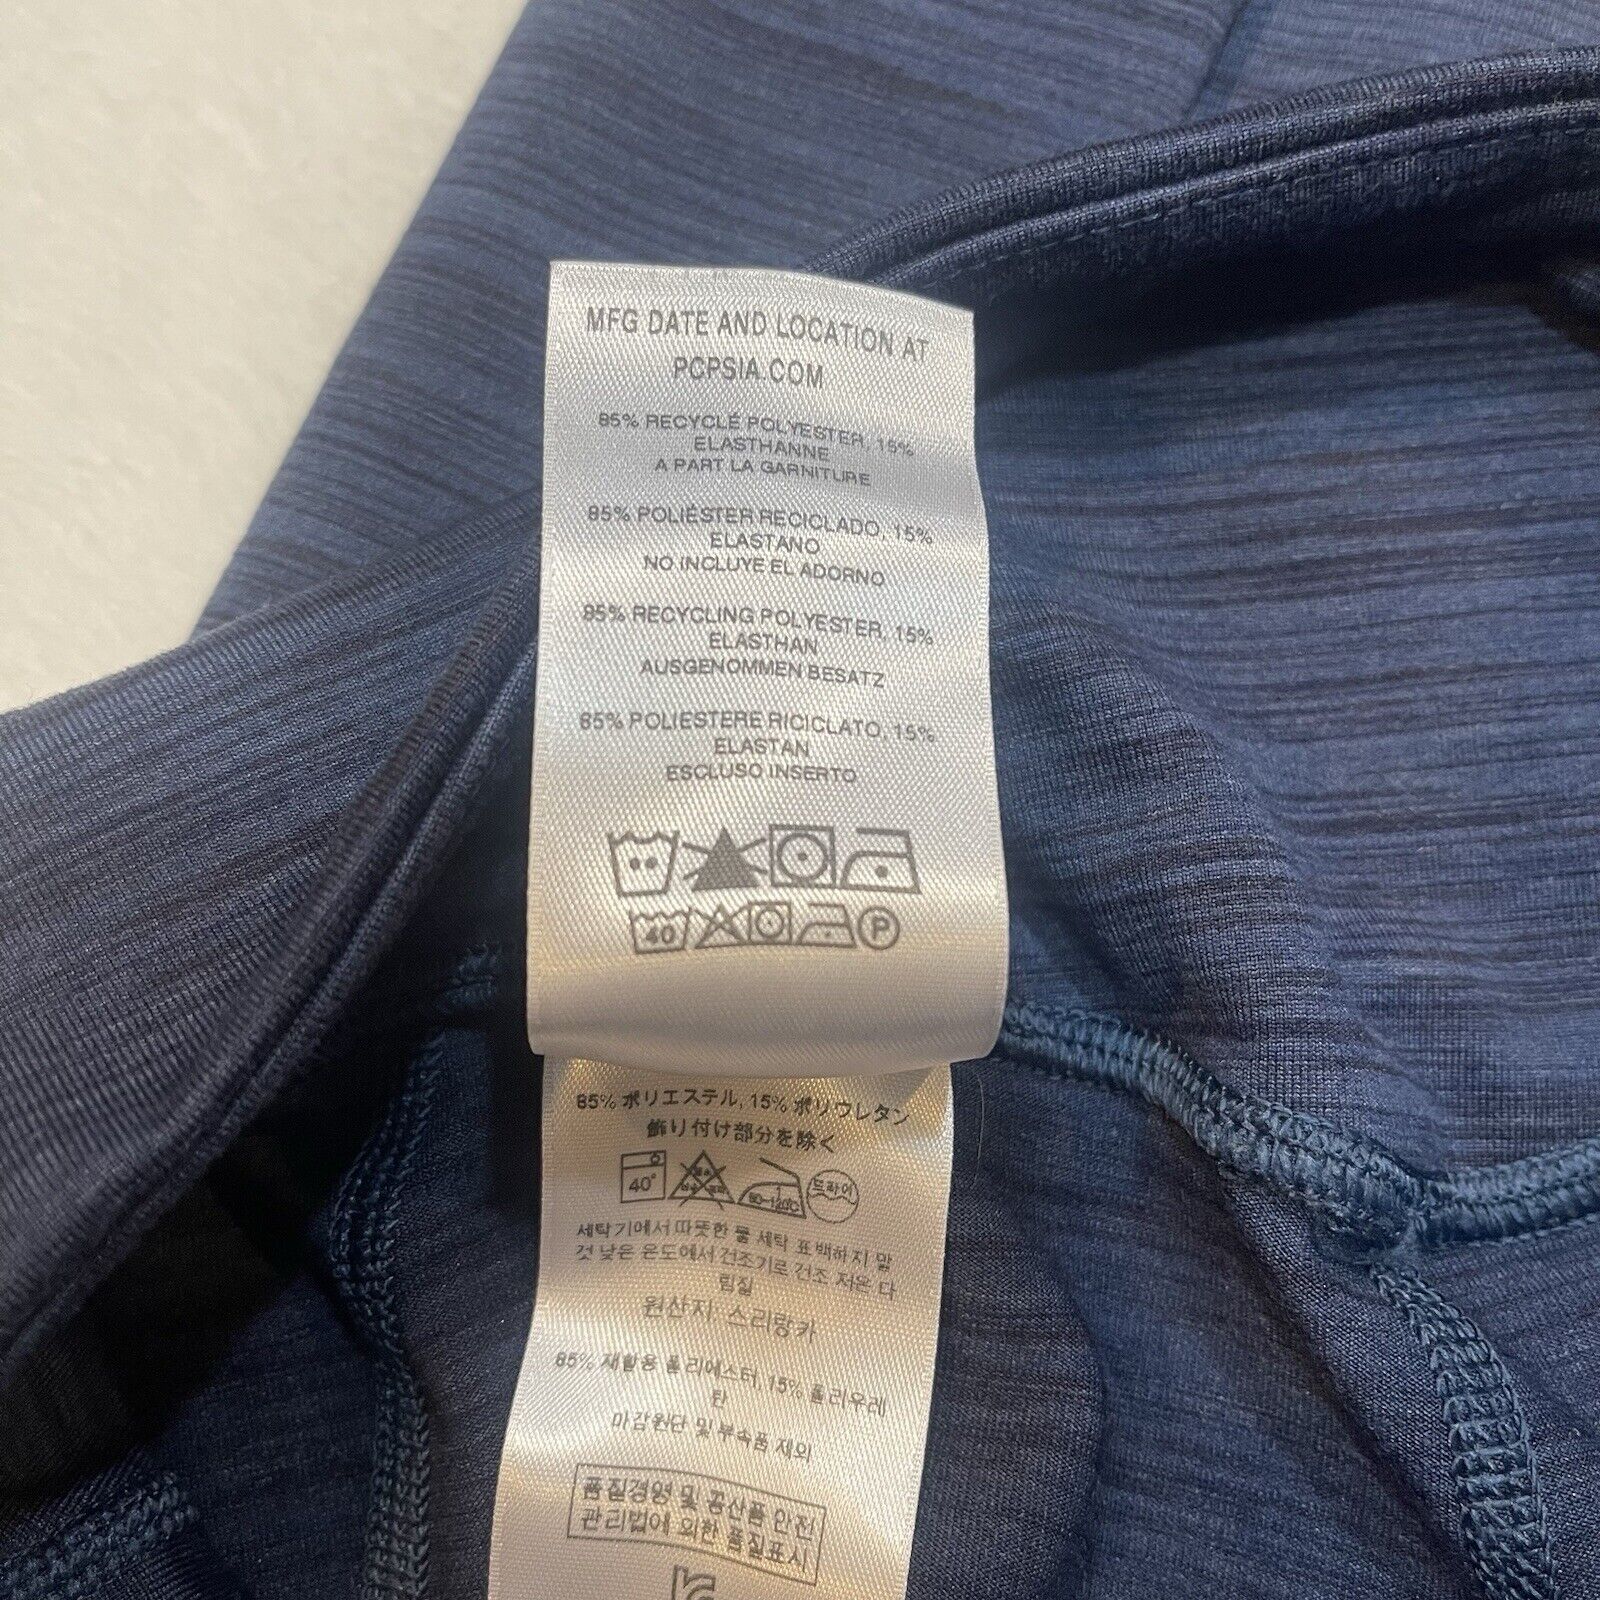 MFG DATE AND LOCATION AT
PCPSIA.COM
85% RECYCLÉ POLYESTER, 15%
ELASTHANNE
A PART LA GARNITURE
85% POLIÉSTER RECICLADO, 15%
ELASTANO
NO INCLUYE EL ADORNO
85% RECYCLING POLYESTER, 15%
ELASTHAN
AUSGENOMMEN BESATZ
85% POLIESTERE RICICLATO, 15%
ELASTAN
ESCLUSO INSERTO
40 P
85% ポリエステル, 15% ポリウレタン
飾り付け部分を除く
40° 80-120C 드라이
세탁기에서 따뜻한 물 세탁 표백하지 말
것 낮은 온도에서 건조기로 건조 저온 다
림질
원산지: 스리랑카
85% 재활용 폴리에스터, 15% 폴리우레
탄
마감원단 및 부속품 제외
품질경영 및 공산품 안전
관리법에 의한 품질표시